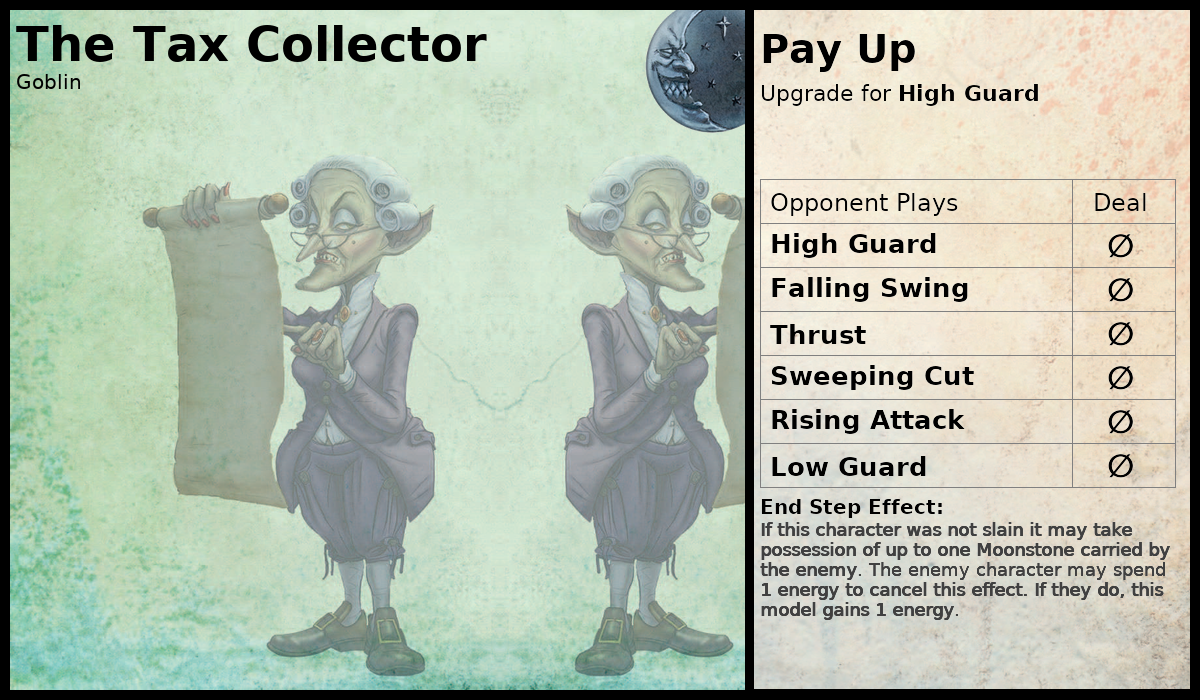 The Tax Collector
Goblin
Pay Up
Upgrade for High Guard
Opponent Plays Deal
High Guard ∅
Falling Swing ∅
Thrust ∅
Sweeping Cut ∅
Rising Attack ∅
Low Guard ∅
End Step Effect:
If this character was not slain it may take
possession of up to one Moonstone carried by
the enemy. The enemy character may spend
1 energy to cancel this effect. If they do, this
model gains 1 energy.